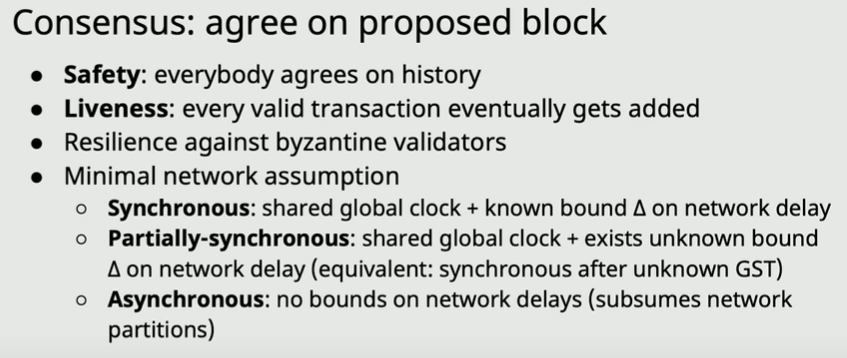 Consensus: agree on proposed block
● Safety: everybody agrees on history
● Liveness: every valid transaction eventually gets added
● Resilience against byzantine validators
● Minimal network assumption
○ Synchronous: shared global clock + known bound Δ on network delay
○ Partially-synchronous: shared global clock + exists unknown bound
Δ on network delay (equivalent: synchronous after unknown GST)
○ Asynchronous: no bounds on network delays (subsumes network
partitions)